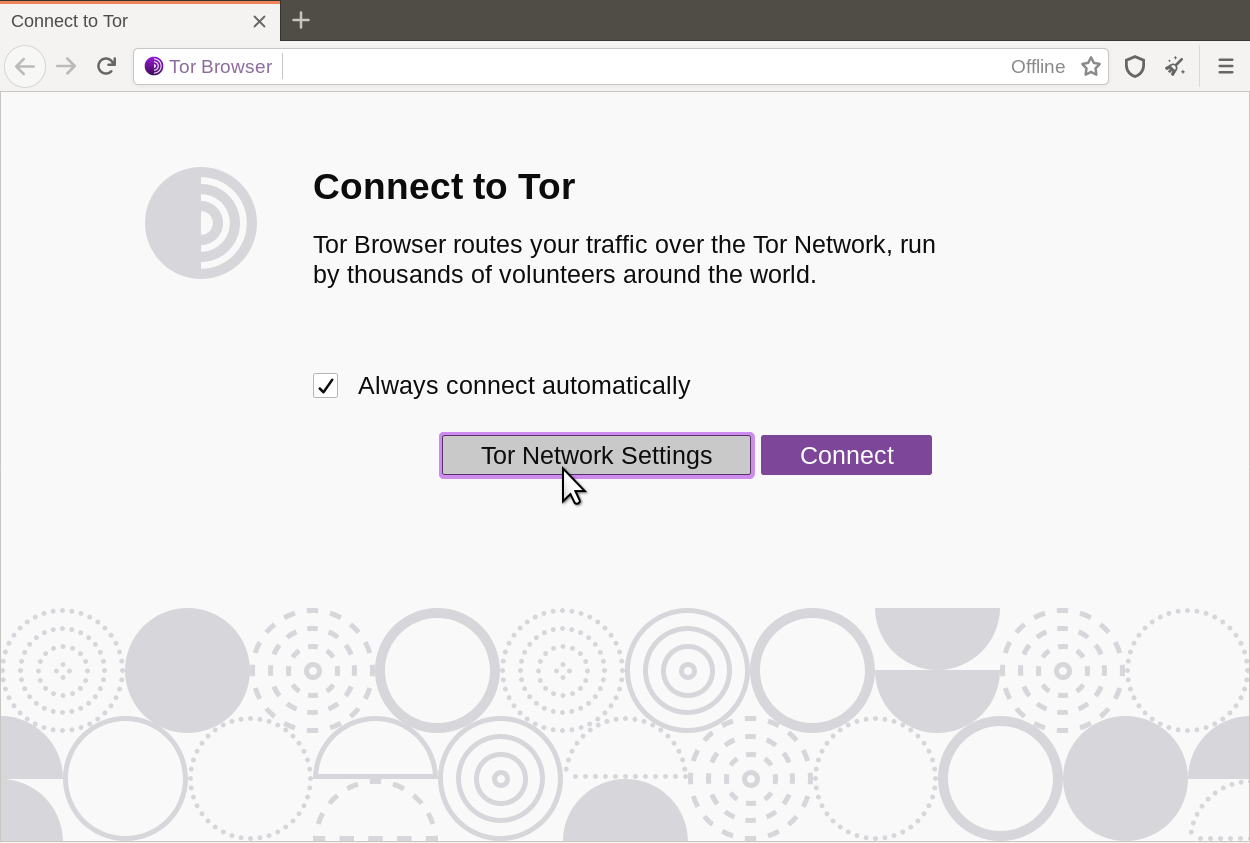 Connect to Tor
Tor Browser
Offline
Connect to Tor
Tor Browser routes your traffic over the Tor Network, run
by thousands of volunteers around the world.
Always connect automatically
Tor Network Settings
Connect